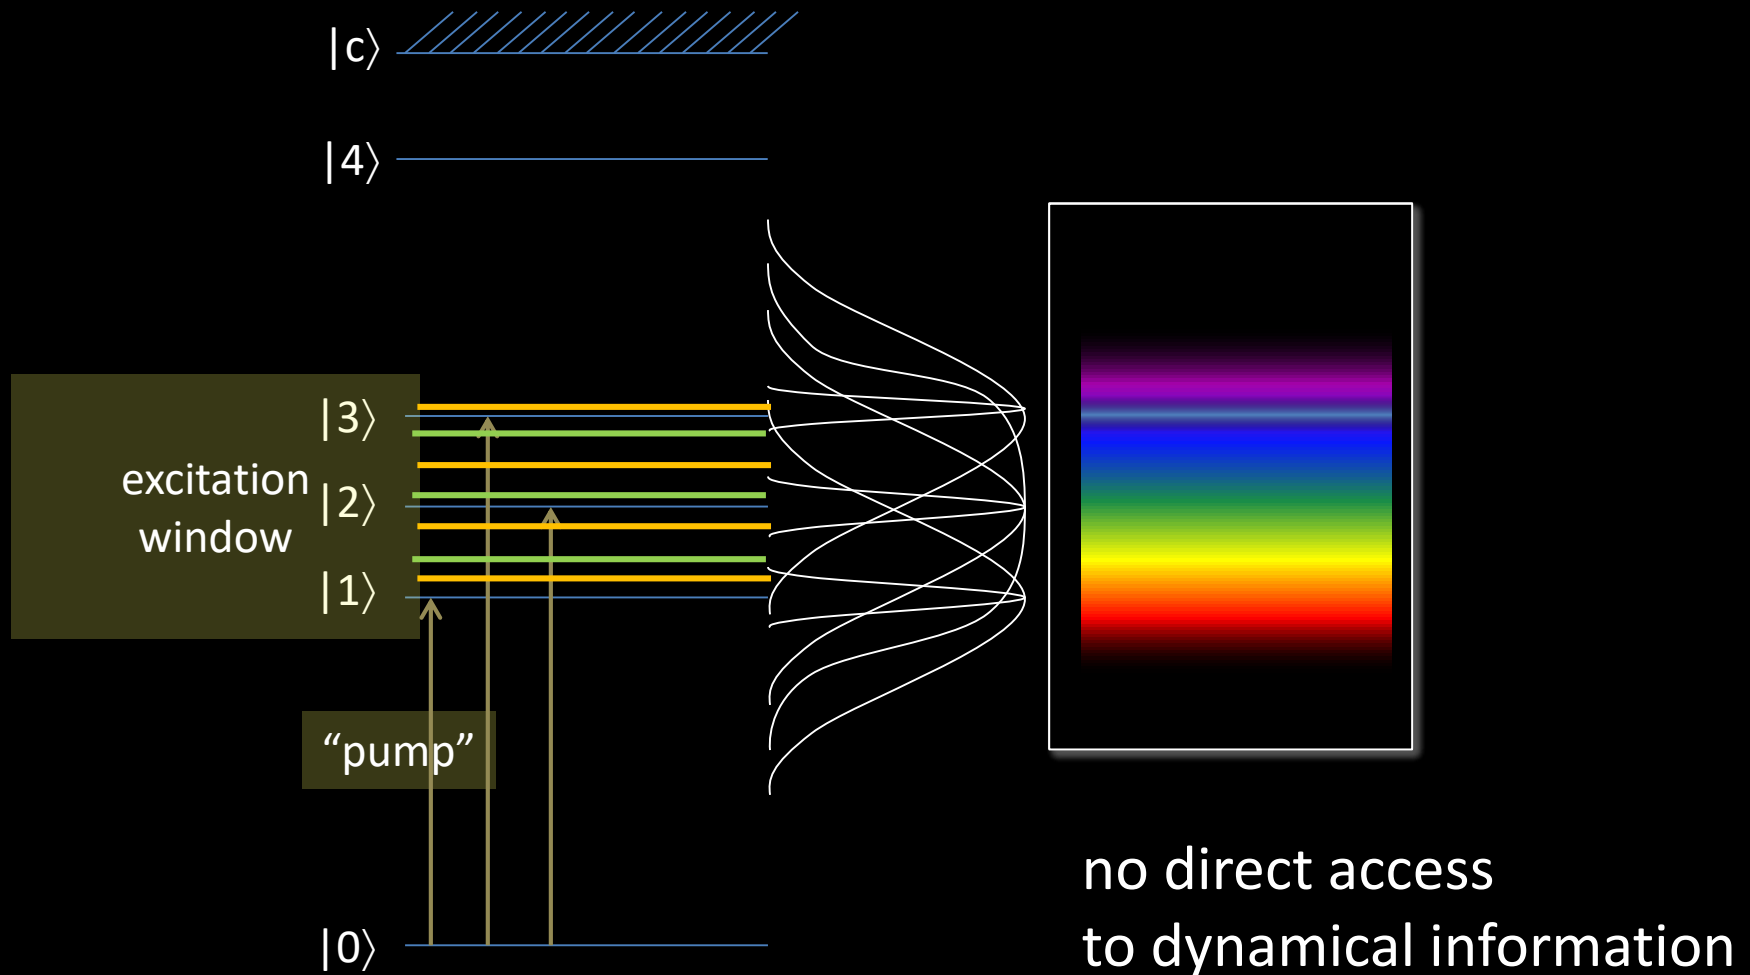 |c⟩
|4⟩
|3⟩
excitation
window
|2⟩
|1⟩
“pump”
|0⟩
no direct access
to dynamical information